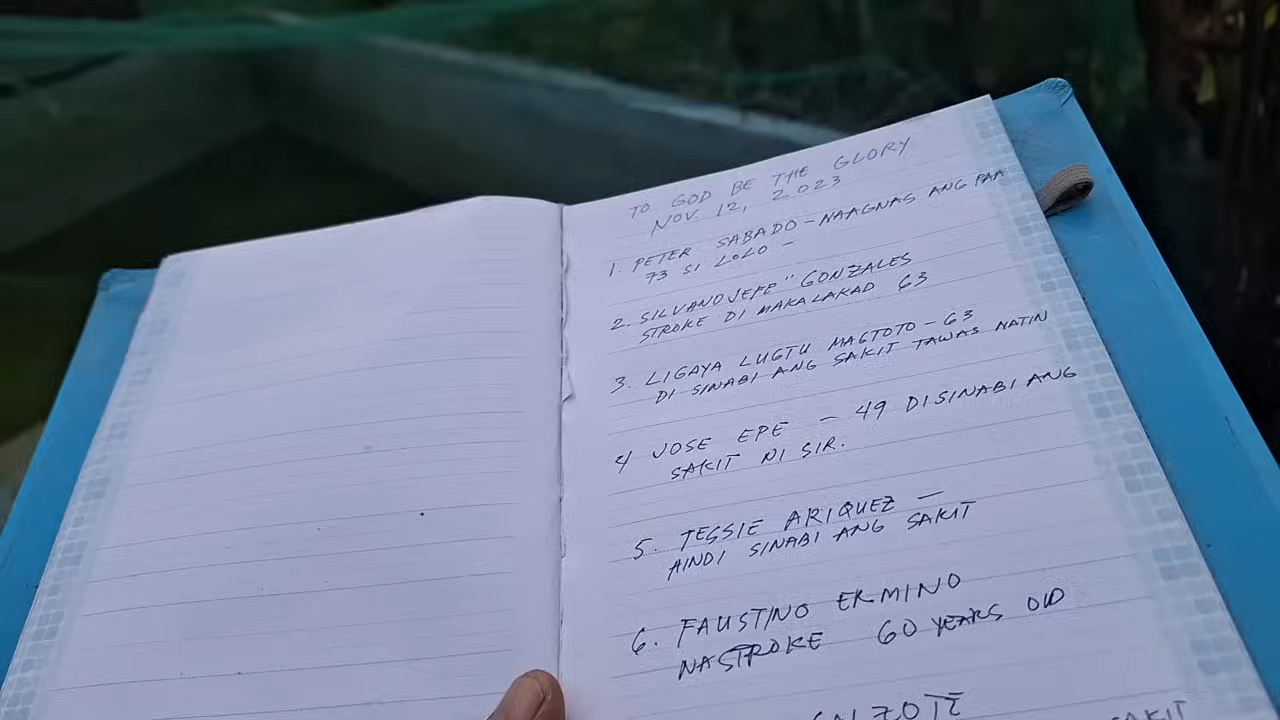 TO GOD BE THE GLORY
NOV 12, 2023
1. PETER SABADO - NAAGNAS ANG PAA
73 SI LOLO -
2. SILVANO JEPE" GONZALES
STROKE DI MAKALAKAD 63
3. LIGAYA LUGTU MAGTOTO - 63
DI SINABI ANG SAKIT TAWAS NATIN
4 JOSE EPE - 49 DI SINABI ANG
SAKIT NI SIR.
5. TESSIE ARIQUEZ -
AINDI SINABI ANG SAKIT
6. FAUSTINO ERMINO
NASTROKE 60 YEARS OLD
SAKIT